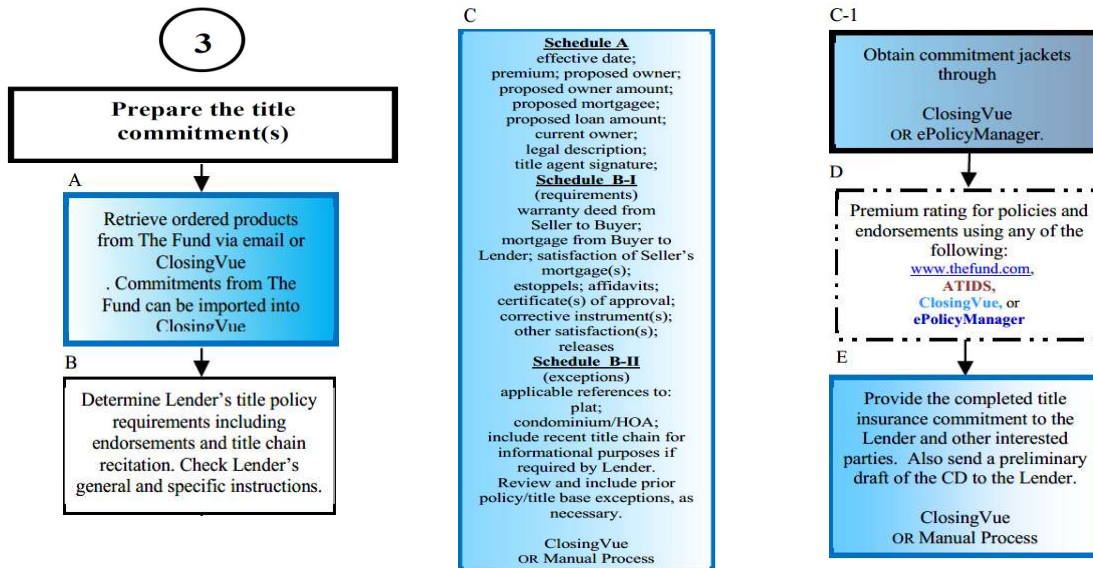 3
Prepare the title
commitment(s)
A
Retrieve ordered products
from The Fund via email or
ClosingVue
. Commitments from The
Fund can be imported into
ClosingVue
B
Determine Lender's title policy
requirements including
endorsements and title chain
recitation. Check Lender's
general and specific instructions.
C
Schedule A
effective date;
premium; proposed owner;
proposed owner amount;
proposed mortgagee;
proposed loan amount;
current owner;
legal description;
title agent signature;
Schedule B-I
(requirements)
warranty deed from
Seller to Buyer;
mortgage from Buyer to
Lender; satisfaction of Seller's
mortgage(s);
estoppels; affidavits;
certificate(s) of approval;
corrective instrument(s);
other satisfaction(s);
releases
Schedule B-II
(exceptions)
applicable references to:
plat;
condominium/HOA;
include recent title chain for
informational purposes if
required by Lender.
Review and include prior
policy/title base exceptions, as
necessary.
ClosingVue
OR Manual Process
C-1
Obtain commitment jackets
through
ClosingVue
OR ePolicyManager.
D
Premium rating for policies and
endorsements using any of the
following:
www.thefund.com,
ATIDS,
ClosingVue, or
ePolicyManager
E
Provide the completed title
insurance commitment to the
Lender and other interested
parties. Also send a preliminary
draft of the CD to the Lender.
ClosingVue
OR Manual Process